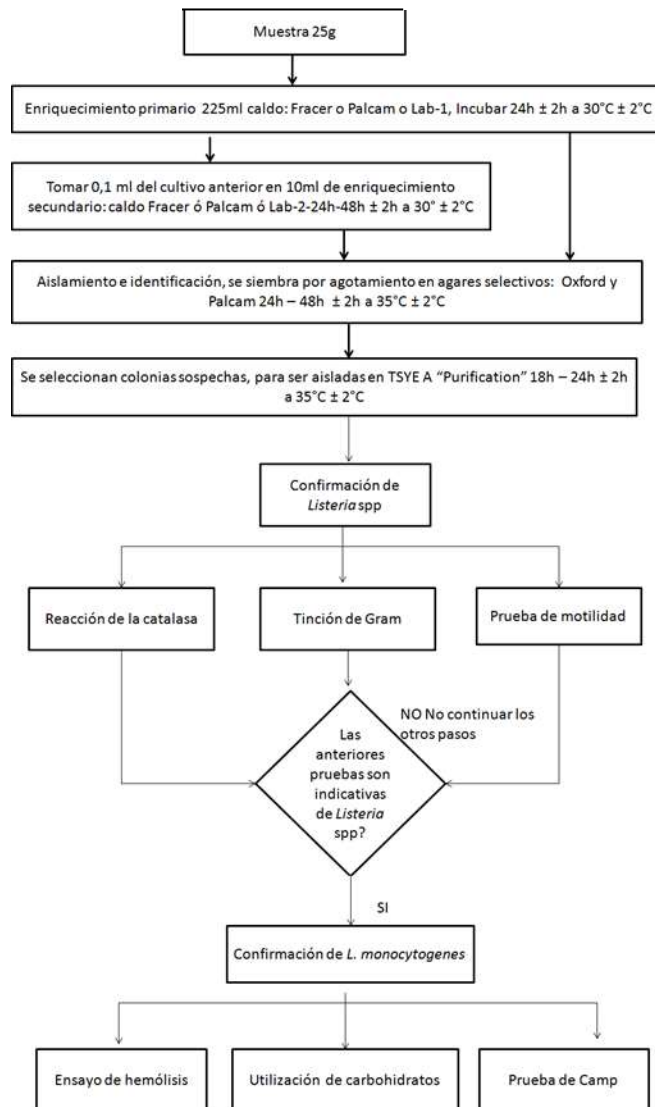 Muestra 25g
Enriquecimiento primario 225ml caldo: Fracer o Palcam o Lab-1, Incubar 24h ± 2h a 30°C ± 2°C
Tomar 0,1 ml del cultivo anterior en 10ml de enriquecimiento
secundario: caldo Fracer ó Palcam ó Lab-2-24h-48h ± 2h a 30° ± 2°C
Aislamiento e identificación, se siembra por agotamiento en agares selectivos: Oxford y
Palcam 24h – 48h ± 2h a 35°C ± 2°C
Se seleccionan colonias sospechas, para ser aisladas en TSYE A “Purification” 18h – 24h ± 2h
a 35°C ± 2°C
Confirmación de
Listeria spp
Reacción de la catalasa
Tinción de Gram
Prueba de motilidad
NO No continuar los
otros pasos
Las
anteriores
pruebas son
indicativas
de Listeria
spp?
SI
Confirmación de L. monocytogenes
Ensayo de hemólisis
Utilización de carbohidratos
Prueba de Camp